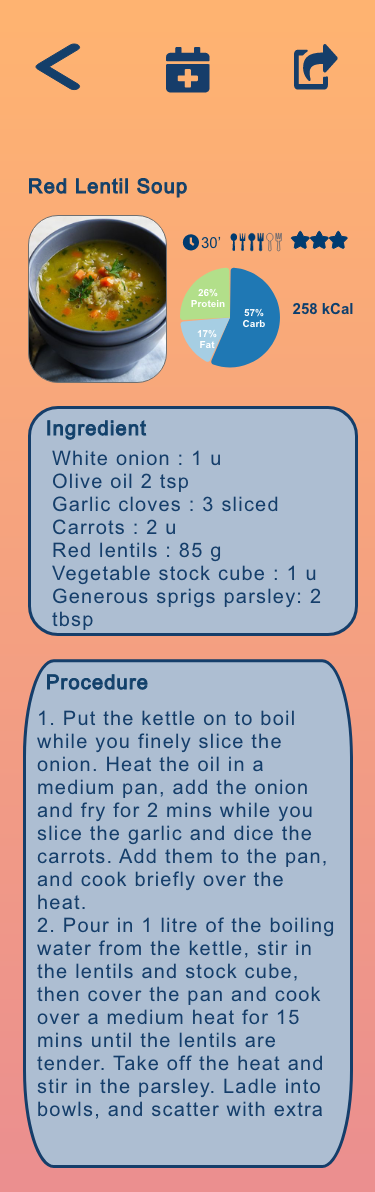 Red Lentil Soup
30'
26%
Protein
57%
Carb
17%
Fat
258 kCal
Ingredient
White onion : 1 u
Olive oil 2 tsp
Garlic cloves : 3 sliced
Carrots : 2 u
Red lentils : 85 g
Vegetable stock cube : 1 u
Generous sprigs parsley: 2
tbsp
Procedure
1. Put the kettle on to boil
while you finely slice the
onion. Heat the oil in a
medium pan, add the onion
and fry for 2 mins while you
slice the garlic and dice the
carrots. Add them to the pan,
and cook briefly over the
heat.
2. Pour in 1 litre of the boiling
water from the kettle, stir in
the lentils and stock cube,
then cover the pan and cook
over a medium heat for 15
mins until the lentils are
tender. Take off the heat and
stir in the parsley. Ladle into
bowls, and scatter with extra